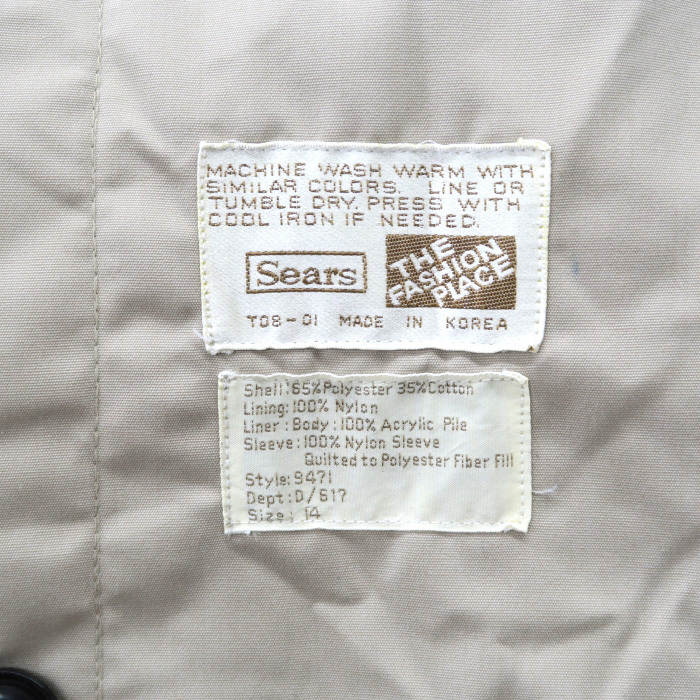 MACHINE WASH WARM WITH
SIMILAR COLORS. LINE OR
TUMBLE DRY. PRESS WITH
COOL IRON IF NEEDED.
Sears
THE
FASHION
PLACE
T08-01 MADE IN KOREA
Shell: 65% Polyester 35% Cotton
Lining: 100% Nylon
Liner: Body: 100% Acrylic Pile
Sleeve: 100% Nylon Sleeve
Quilted to Polyester Fiber Fill
Style: 9471
Dept: D/617
Size: 14